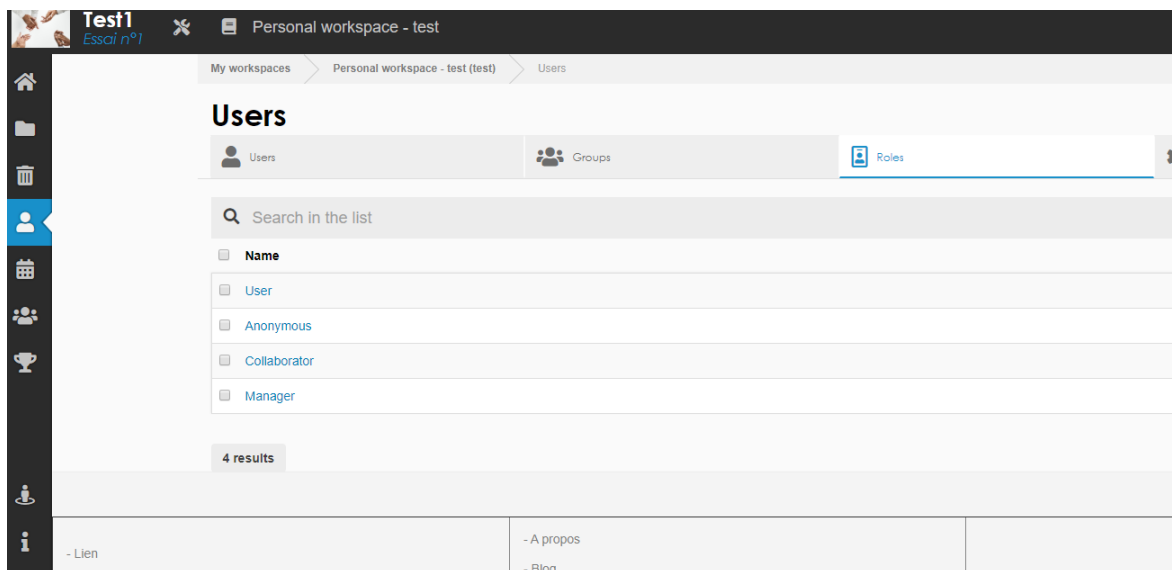 Test1
Essai n°1
Personal workspace - test
My workspaces Personal workspace - test (test) Users
Users
Users Groups Roles
Search in the list
Name
User
Anonymous
Collaborator
Manager
4 results
- Lien
- A propos
- Blog